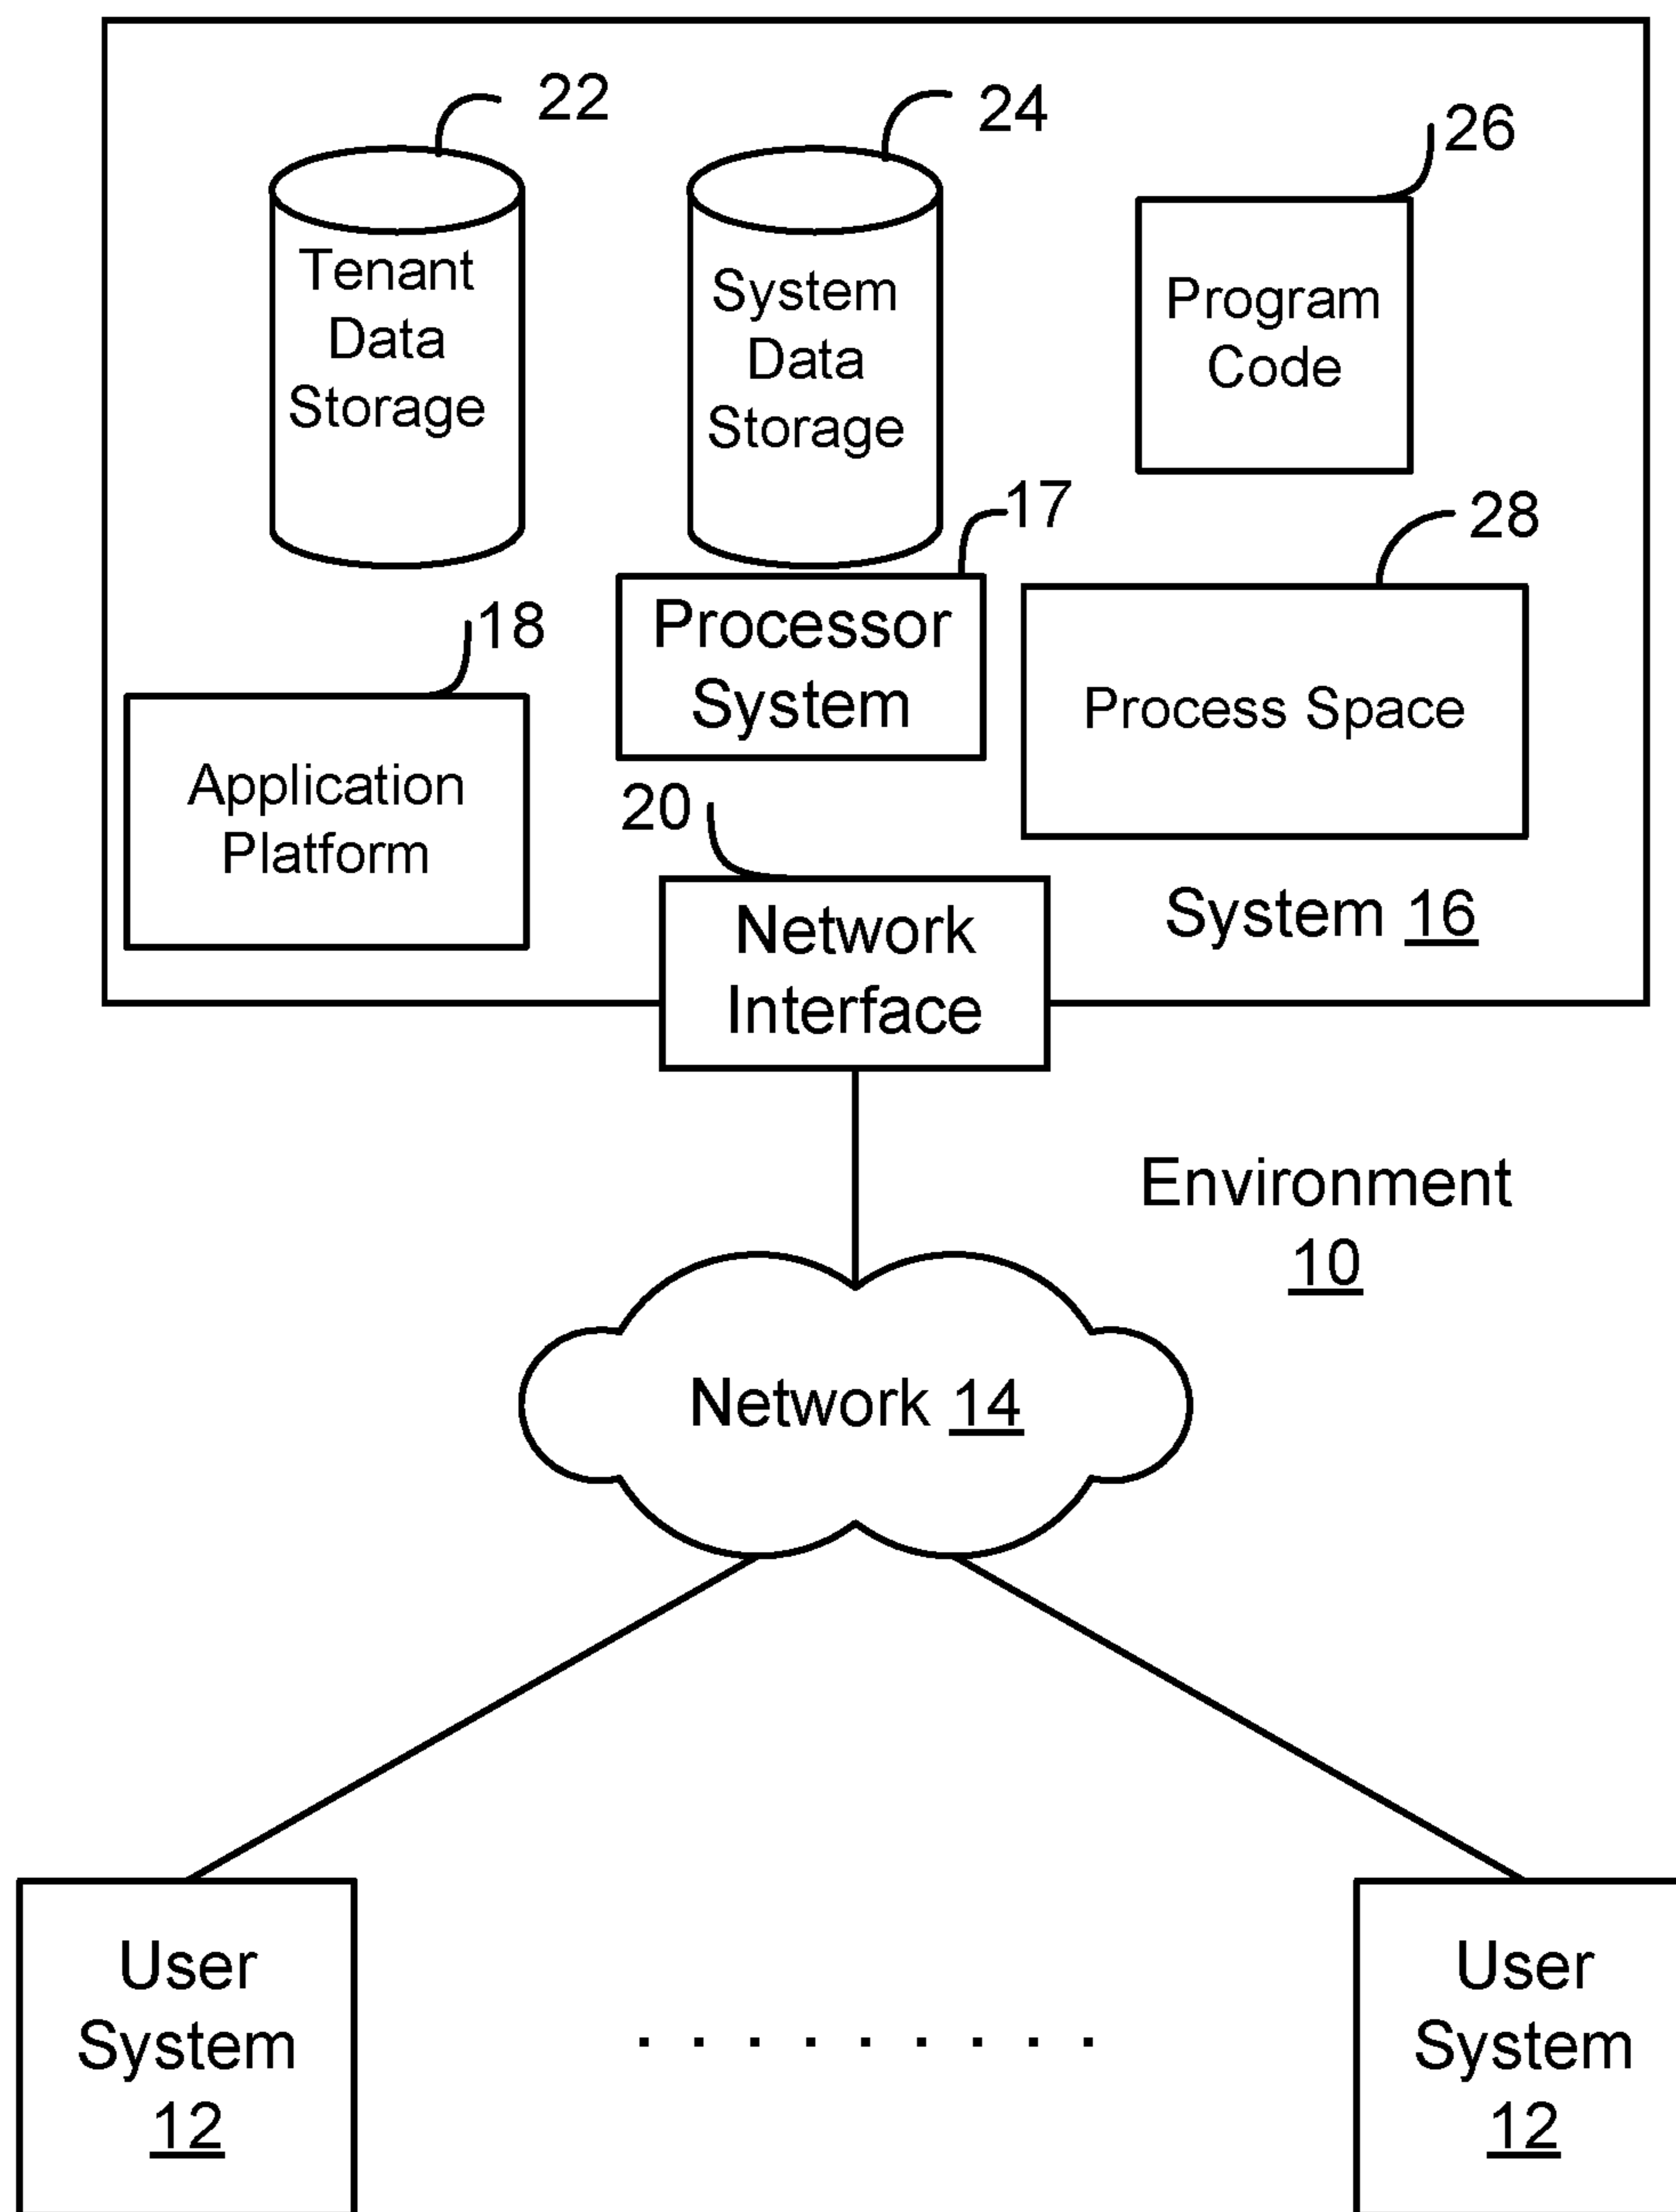 22
24
26
Tenant
Data
Storage
System
Data
Storage
Program
Code
17
28
18
Processor
System
Process Space
Application
Platform
20
Network
Interface
System 16
Environment
10
Network 14
User
System
12
. . . . . . . . .
User
System
12